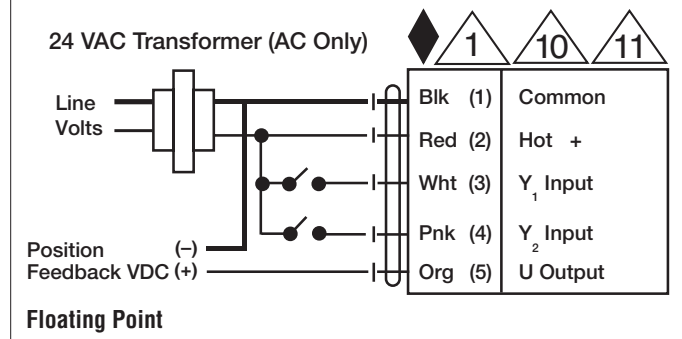 24 VAC Transformer (AC Only)
1
10
11
Line
Volts
Blk (1) Common
Red (2) Hot +
Wht (3) Y1 Input
Pnk (4) Y2 Input
Org (5) U Output
Position (–)
Feedback VDC (+)
Floating Point